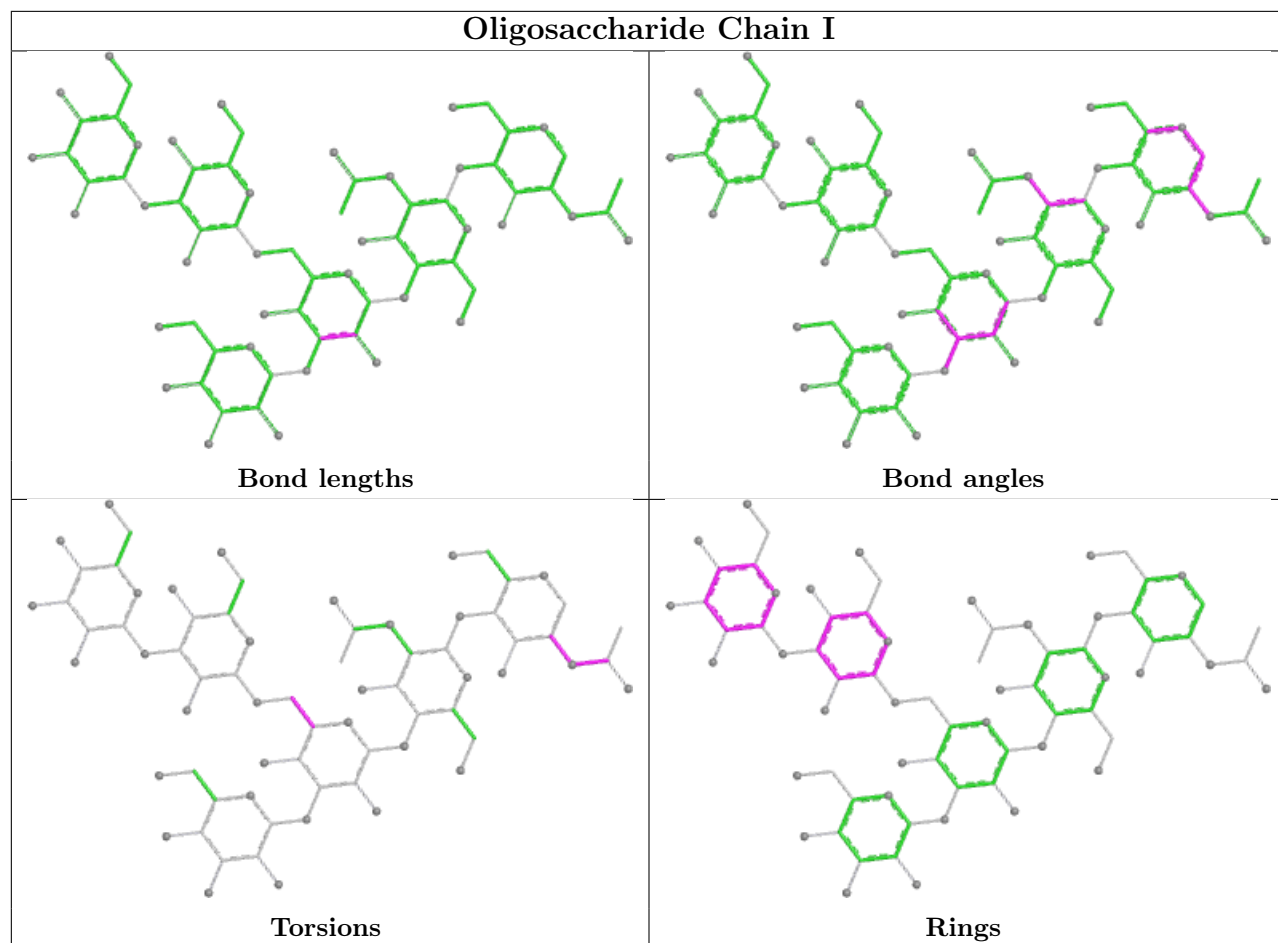 Oligosaccharide Chain I
Bond lengths
Bond angles
Torsions
Rings